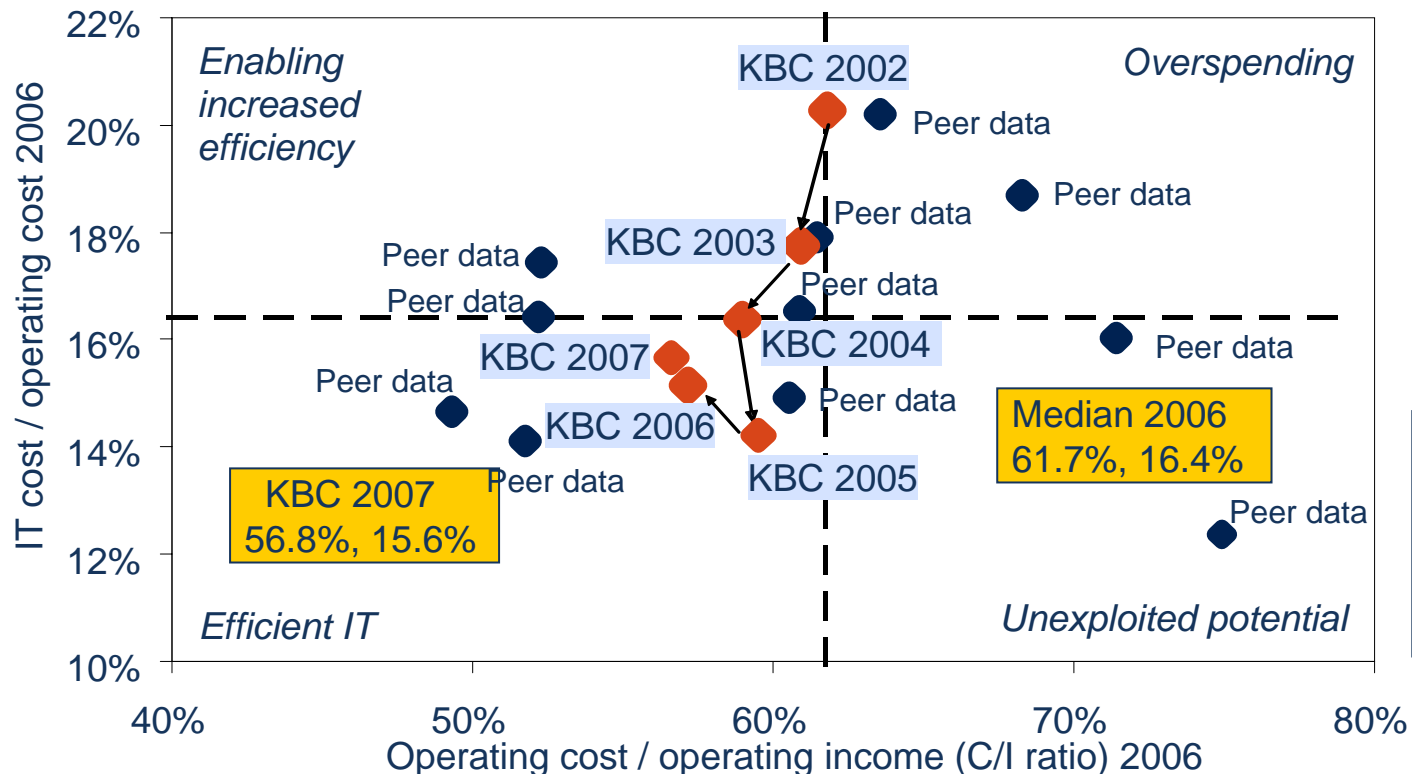 22%
Enabling
increased
efficiency
KBC 2002
Overspending
20%
Peer data
Peer data
Peer data
18%
KBC 2003
Peer data
Peer data
Peer data
16%
KBC 2007
KBC 2004
Peer data
Peer data
Peer data
KBC 2006
Median 2006
61.7%, 16.4%
14%
KBC 2005
Peer data
KBC 2007
56.8%, 15.6%
Peer data
12%
Efficient IT
Unexploited potential
10%
40%
50%
60%
70%
80%
Operating cost / operating income (C/I ratio) 2006
IT cost / operating cost 2006